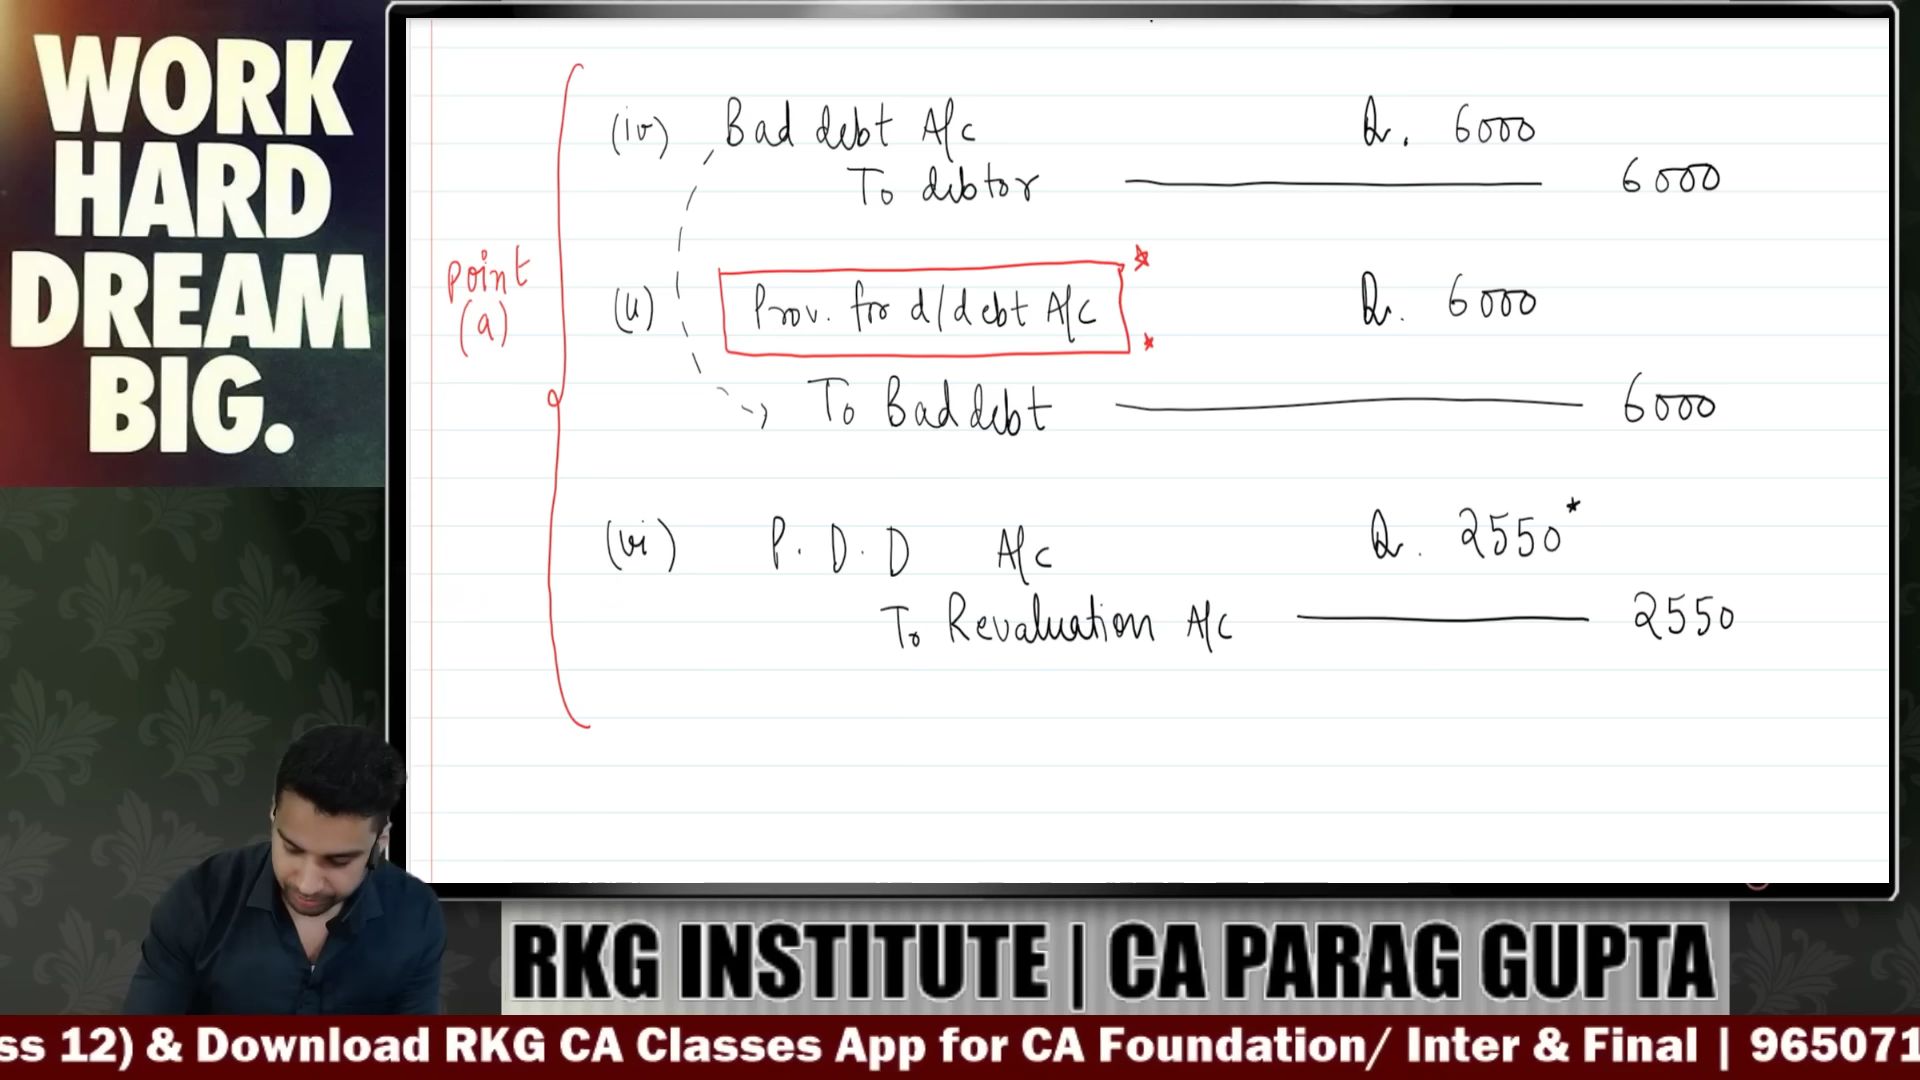 WORK
HARD
DREAM
BIG.
Point
(a)
(iv) Bad debt A/c Dr. 6000
To debtor 6000
(v) Prov. for d/debt A/c Dr. 6000
To Bad debt 6000
(vi) P. D. D A/c Dr. 2550*
To Revaluation A/c 2550
RKG INSTITUTE | CA PARAG GUPTA
ss 12) & Download RKG CA Classes App for CA Foundation/ Inter & Final | 965071